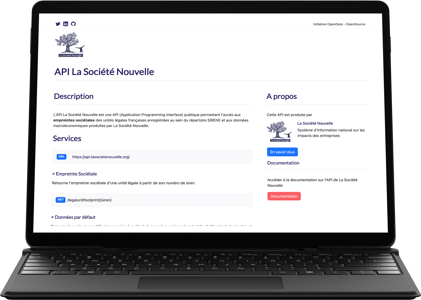 Initiative OpenData - OpenSource
La Société Nouvelle
API La Société Nouvelle
Description
L'API La Société Nouvelle est une API (Application Programming Interface) publique permettant l'accès aux
empreintes sociétales des unités légales françaises enregistrées au sein du répertoire SIRENE et aux données
macroéconomiques produites par La Société Nouvelle.
Services
URL https://api.lasocietenouvelle.org/
Empreinte Sociétale
Retourne l'empreinte sociétale d'une unité légale à partir de son numéro de siren.
GET /legalunitfootprint/{siren}
Données par défaut
A propos
Cette API est produite par
La Société Nouvelle
Système d'Information national sur les
impacts des entreprises
En savoir plus
Documentation
Accéder à la documentation sur l'API de La Société
Nouvelle
Documentation